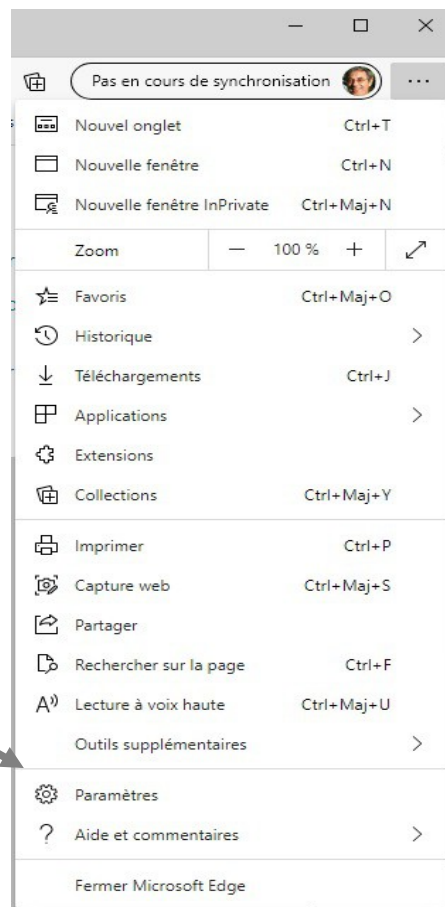 Pas en cours de synchronisation
Nouvel onglet Ctrl+T
Nouvelle fenêtre Ctrl+N
Nouvelle fenêtre InPrivate Ctrl+Maj+N
Zoom — 100 % +
Favoris Ctrl+Maj+O
Historique
Téléchargements Ctrl+J
Applications
Extensions
Collections Ctrl+Maj+Y
Imprimer Ctrl+P
Capture web Ctrl+Maj+S
Partager
Rechercher sur la page Ctrl+F
Lecture à voix haute Ctrl+Maj+U
Outils supplémentaires
Paramètres
Aide et commentaires
Fermer Microsoft Edge